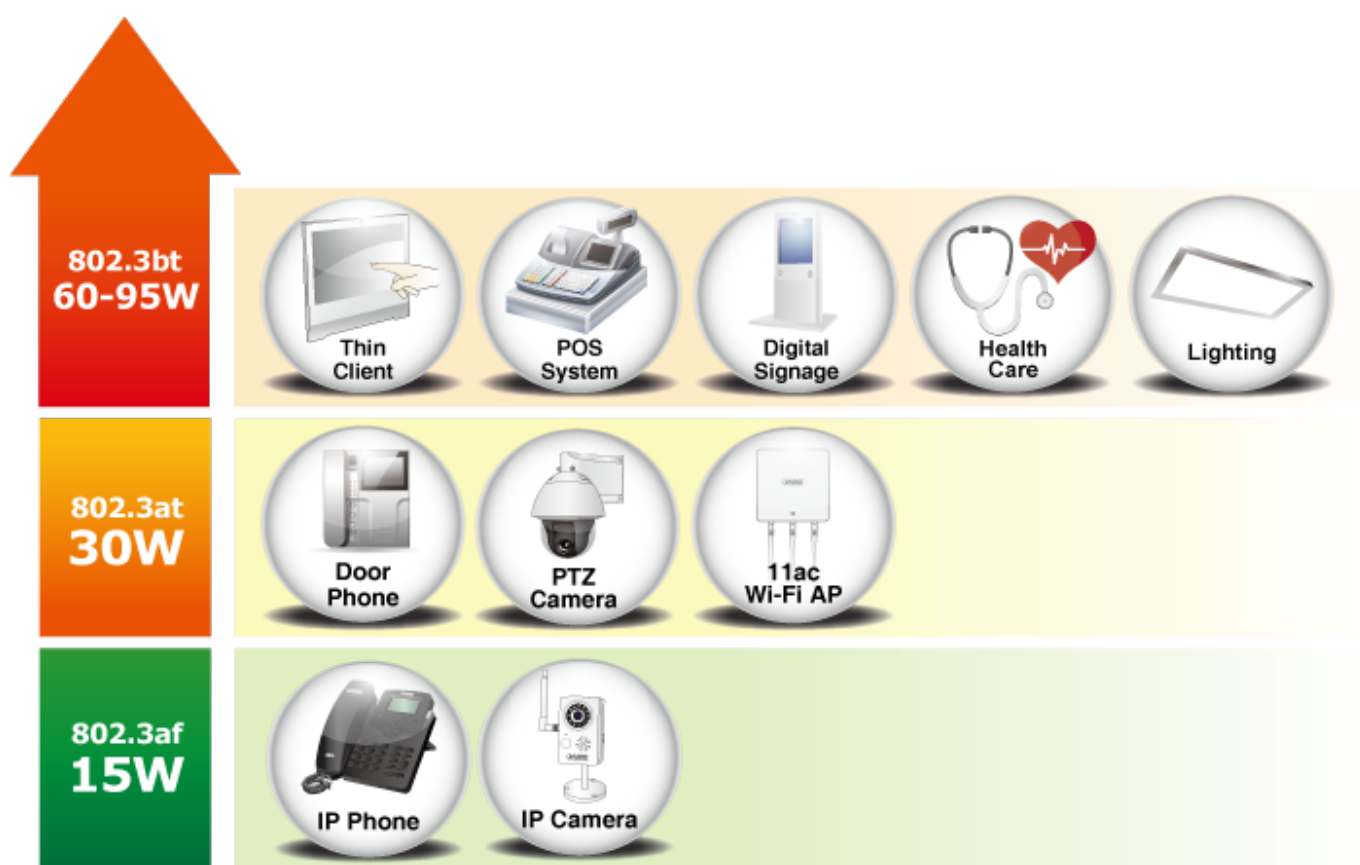 802.3bt
60-95W
Thin
Client
POS
System
Digital
Signage
Health
Care
Lighting
802.3at
30W
Door
Phone
PTZ
Camera
11ac
Wi-Fi AP
802.3af
15W
IP Phone
IP Camera